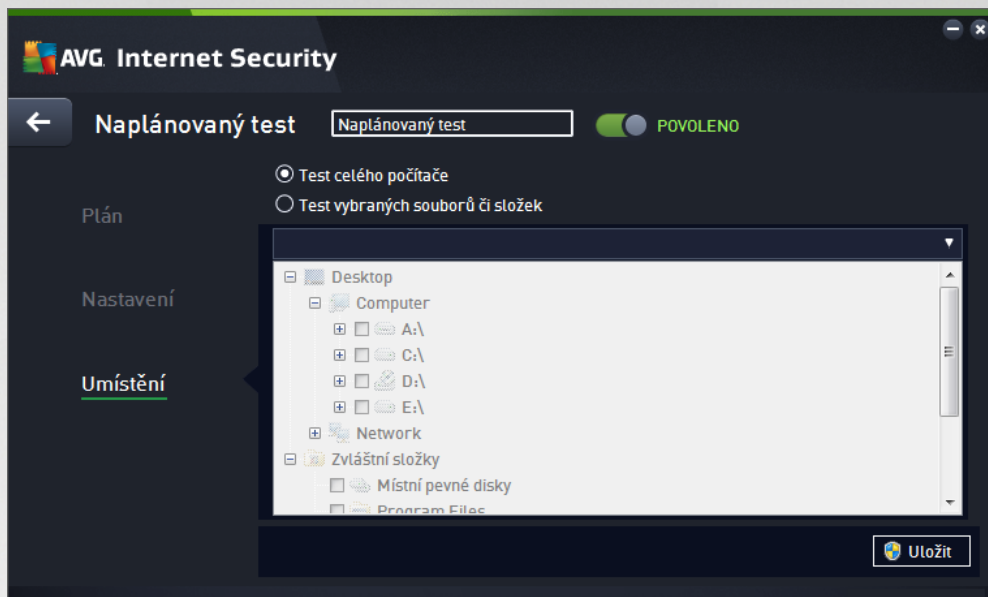 AVG. Internet Security
Naplánovaný test
Naplánovaný test
POVOLENO
Test celého počítače
Test vybraných souborů či složek
Plán
Nastavení
Umístění
Desktop
Computer
A:\
C:\
D:\
E:\
Network
Zvláštní složky
Místní pevné disky
Program Files
Uložit